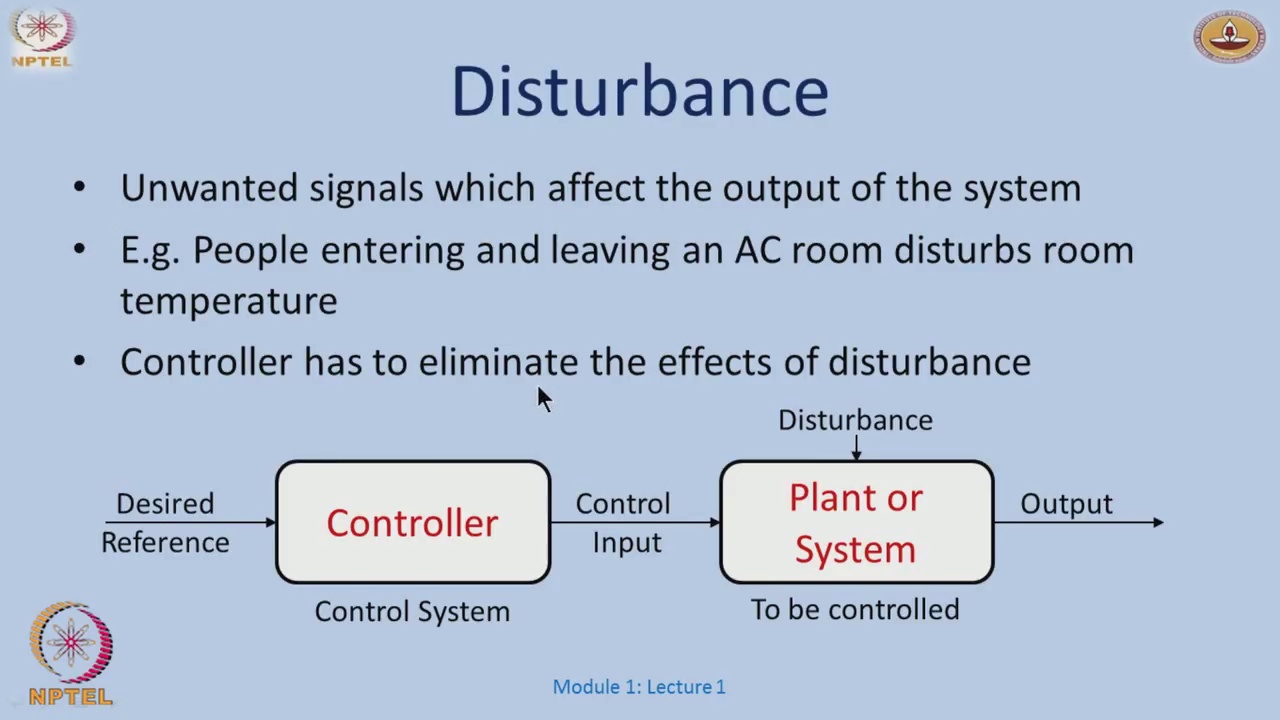 NPTEL
Disturbance
• Unwanted signals which affect the output of the system
• E.g. People entering and leaving an AC room disturbs room
temperature
• Controller has to eliminate the effects of disturbance
Disturbance
Desired
Reference
Controller
Control
Input
Plant or
System
Output
Control System
To be controlled
NPTEL
Module 1: Lecture 1